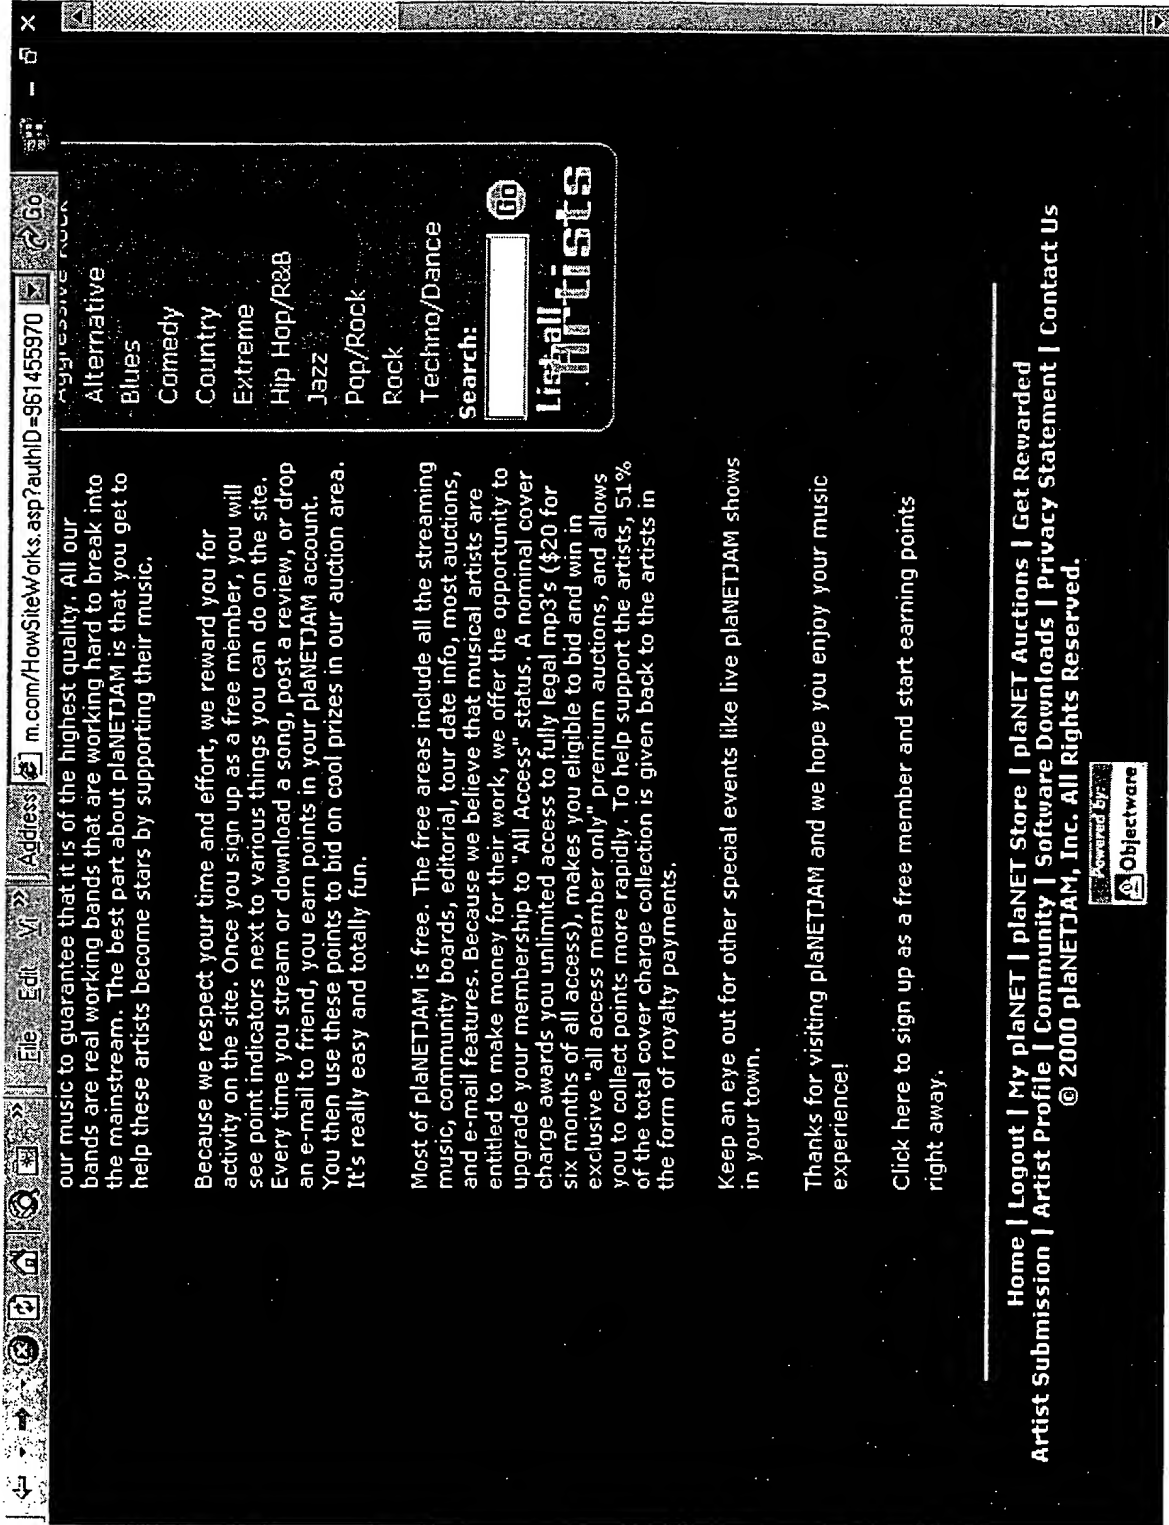 File Edit Vi » Address m.com/HowSiteWorks.asp?authID=961455970 Go
our music to guarantee that it is of the highest quality. All our
bands are real working bands that are working hard to break into
the mainstream. The best part about plaNETJAM is that you get to
help these artists become stars by supporting their music.
Because we respect your time and effort, we reward you for
activity on the site. Once you sign up as a free member, you will
see point indicators next to various things you can do on the site.
Every time you stream or download a song, post a review, or drop
an e-mail to friend, you earn points in your plaNETJAM account.
You then use these points to bid on cool prizes in our auction area.
It's really easy and totally fun.
Most of plaNETJAM is free. The free areas include all the streaming
music, community boards, editorial, tour date info, most auctions,
and e-mail features. Because we believe that musical artists are
entitled to make money for their work, we offer the opportunity to
upgrade your membership to "All Access" status. A nominal cover
charge awards you unlimited access to fully legal mp3's ($20 for
six months of all access), makes you eligible to bid and win in
exclusive "all access member only" premium auctions, and allows
you to collect points more rapidly. To help support the artists, 51%
of the total cover charge collection is given back to the artists in
the form of royalty payments.
Keep an eye out for other special events like live plaNETJAM shows
in your town.
Thanks for visiting plaNETJAM and we hope you enjoy your music
experience!
Click here to sign up as a free member and start earning points
right away.
Aggressive Rock
Alternative
Blues
Comedy
Country
Extreme
Hip Hop/R&B
Jazz
Pop/Rock
Rock
Techno/Dance
Search:
Go
List all
Artists
Home | Logout | My plaNET | plaNET Store | plaNET Auctions | Get Rewarded
Artist Submission | Artist Profile | Community | Software Downloads | Privacy Statement | Contact Us
© 2000 plaNETJAM, Inc. All Rights Reserved.
Powered by:
Objectware